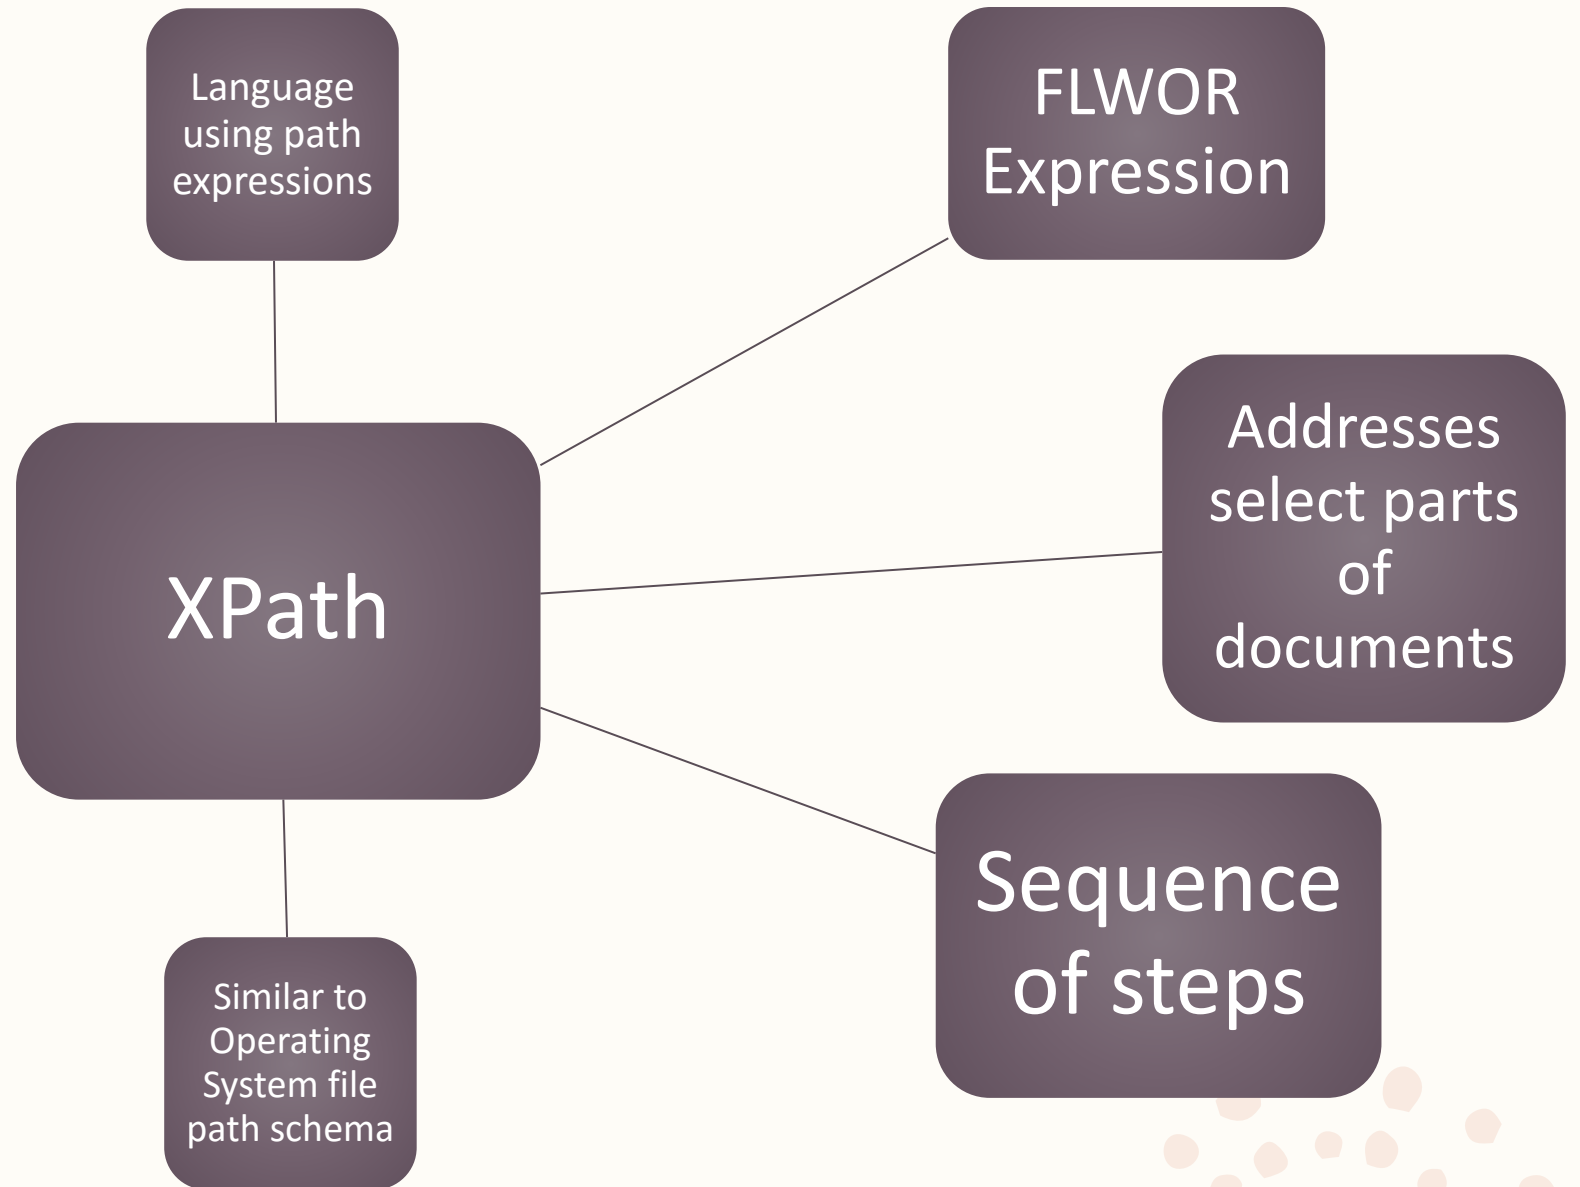 Language
using path
expressions
FLWOR
Expression
Addresses
select parts
of
documents
XPath
Sequence
of steps
Similar to
Operating
System file
path schema